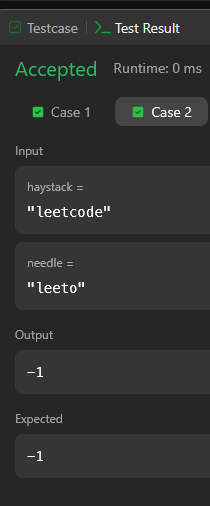 Testcase | Test Result
Accepted Runtime: 0 ms
Case 1 Case 2
Input
haystack =
"leetcode"
needle =
"leeto"
Output
-1
Expected
-1